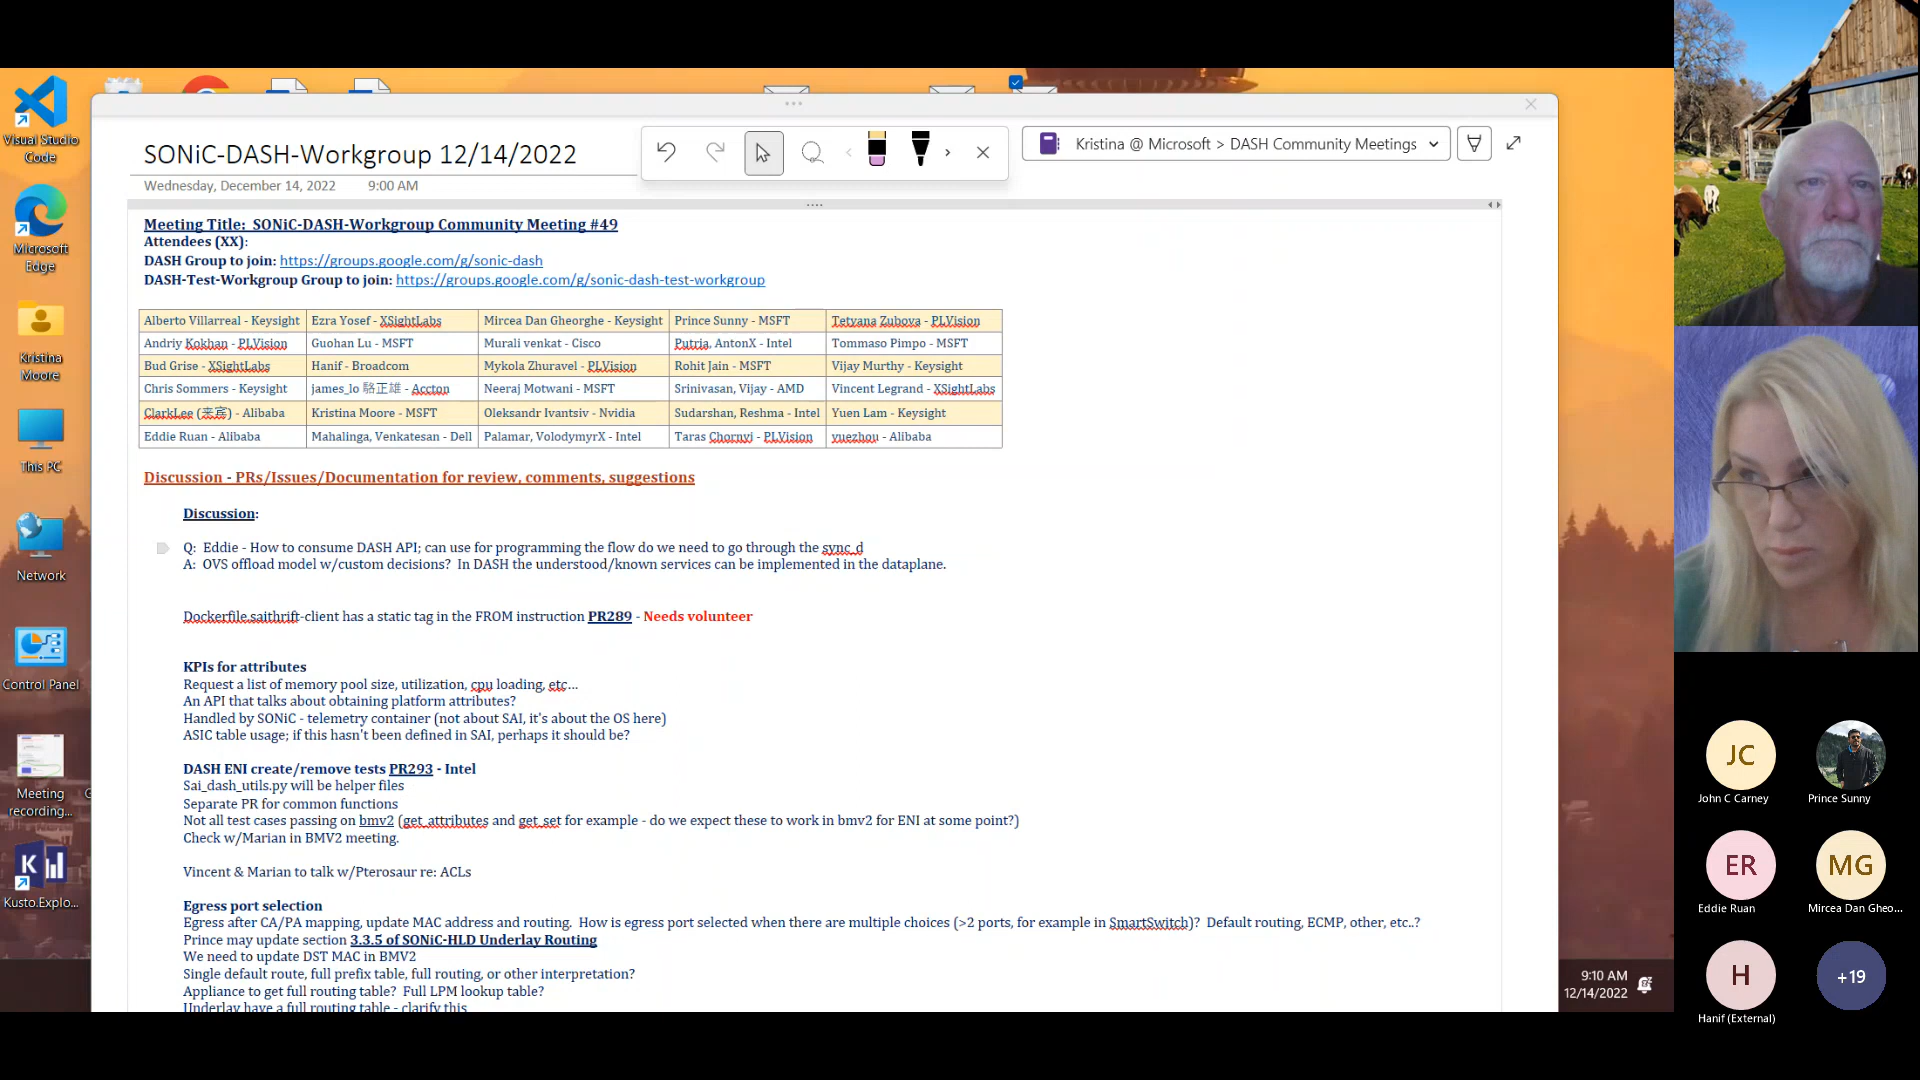 Visual Studio
Code
Microsoft
Edge
Kristina
Moore
This PC
Network
Control Panel
Meeting
recording...
Kusto.Explo...
SONiC-DASH-Workgroup 12/14/2022
Wednesday, December 14, 2022 9:00 AM
Kristina @ Microsoft > DASH Community Meetings
Meeting Title: SONiC-DASH-Workgroup Community Meeting #49
Attendees (XX):
DASH Group to join: https://groups.google.com/g/sonic-dash
DASH-Test-Workgroup Group to join: https://groups.google.com/g/sonic-dash-test-workgroup
Alberto Villarreal - Keysight Ezra Yosef - XSightLabs Mircea Dan Gheorghe - Keysight Prince Sunny - MSFT Tetyana Zubova - PLVision
Andriy Kokhan - PLVision Guohan Lu - MSFT Murali venkat - Cisco Putria, AntonX - Intel Tommaso Pimpo - MSFT
Bud Grise - XSightLabs Hanif - Broadcom Mykola Zhuravel - PLVision Rohit Jain - MSFT Vijay Murthy - Keysight
Chris Sommers - Keysight james_lo 駱正雄 - Accton Neeraj Motwani - MSFT Srinivasan, Vijay - AMD Vincent Legrand - XSightLabs
ClarkLee (来宾) - Alibaba Kristina Moore - MSFT Oleksandr Ivantsiv - Nvidia Sudarshan, Reshma - Intel Yuen Lam - Keysight
Eddie Ruan - Alibaba Mahalinga, Venkatesan - Dell Palamar, VolodymyrX - Intel Taras Chornyi - PLVision yuezhou - Alibaba
Discussion - PRs/Issues/Documentation for review, comments, suggestions
Discussion:
Q: Eddie - How to consume DASH API; can use for programming the flow do we need to go through the sync_d
A: OVS offload model w/custom decisions? In DASH the understood/known services can be implemented in the dataplane.
Dockerfile.saithrift-client has a static tag in the FROM instruction PR289 - Needs volunteer
KPIs for attributes
Request a list of memory pool size, utilization, cpu loading, etc...
An API that talks about obtaining platform attributes?
Handled by SONiC - telemetry container (not about SAI, it's about the OS here)
ASIC table usage; if this hasn't been defined in SAI, perhaps it should be?
DASH ENI create/remove tests PR293 - Intel
Sai_dash_utils.py will be helper files
Separate PR for common functions
Not all test cases passing on bmv2 (get_attributes and get_set for example - do we expect these to work in bmv2 for ENI at some point?)
Check w/Marian in BMV2 meeting.
Vincent & Marian to talk w/Pterosaur re: ACLs
Egress port selection
Egress after CA/PA mapping, update MAC address and routing. How is egress port selected when there are multiple choices (>2 ports, for example in SmartSwitch)? Default routing, ECMP, other, etc..?
Prince may update section 3.3.5 of SONiC-HLD Underlay Routing
We need to update DST MAC in BMV2
Single default route, full prefix table, full routing, or other interpretation?
Appliance to get full routing table? Full LPM lookup table?
Underlay have a full routing table - clarify this
9:10 AM
12/14/2022
JC
John C Carney
Prince Sunny
ER
Eddie Ruan
MG
Mircea Dan Gheo...
H
Hanif (External)
+19